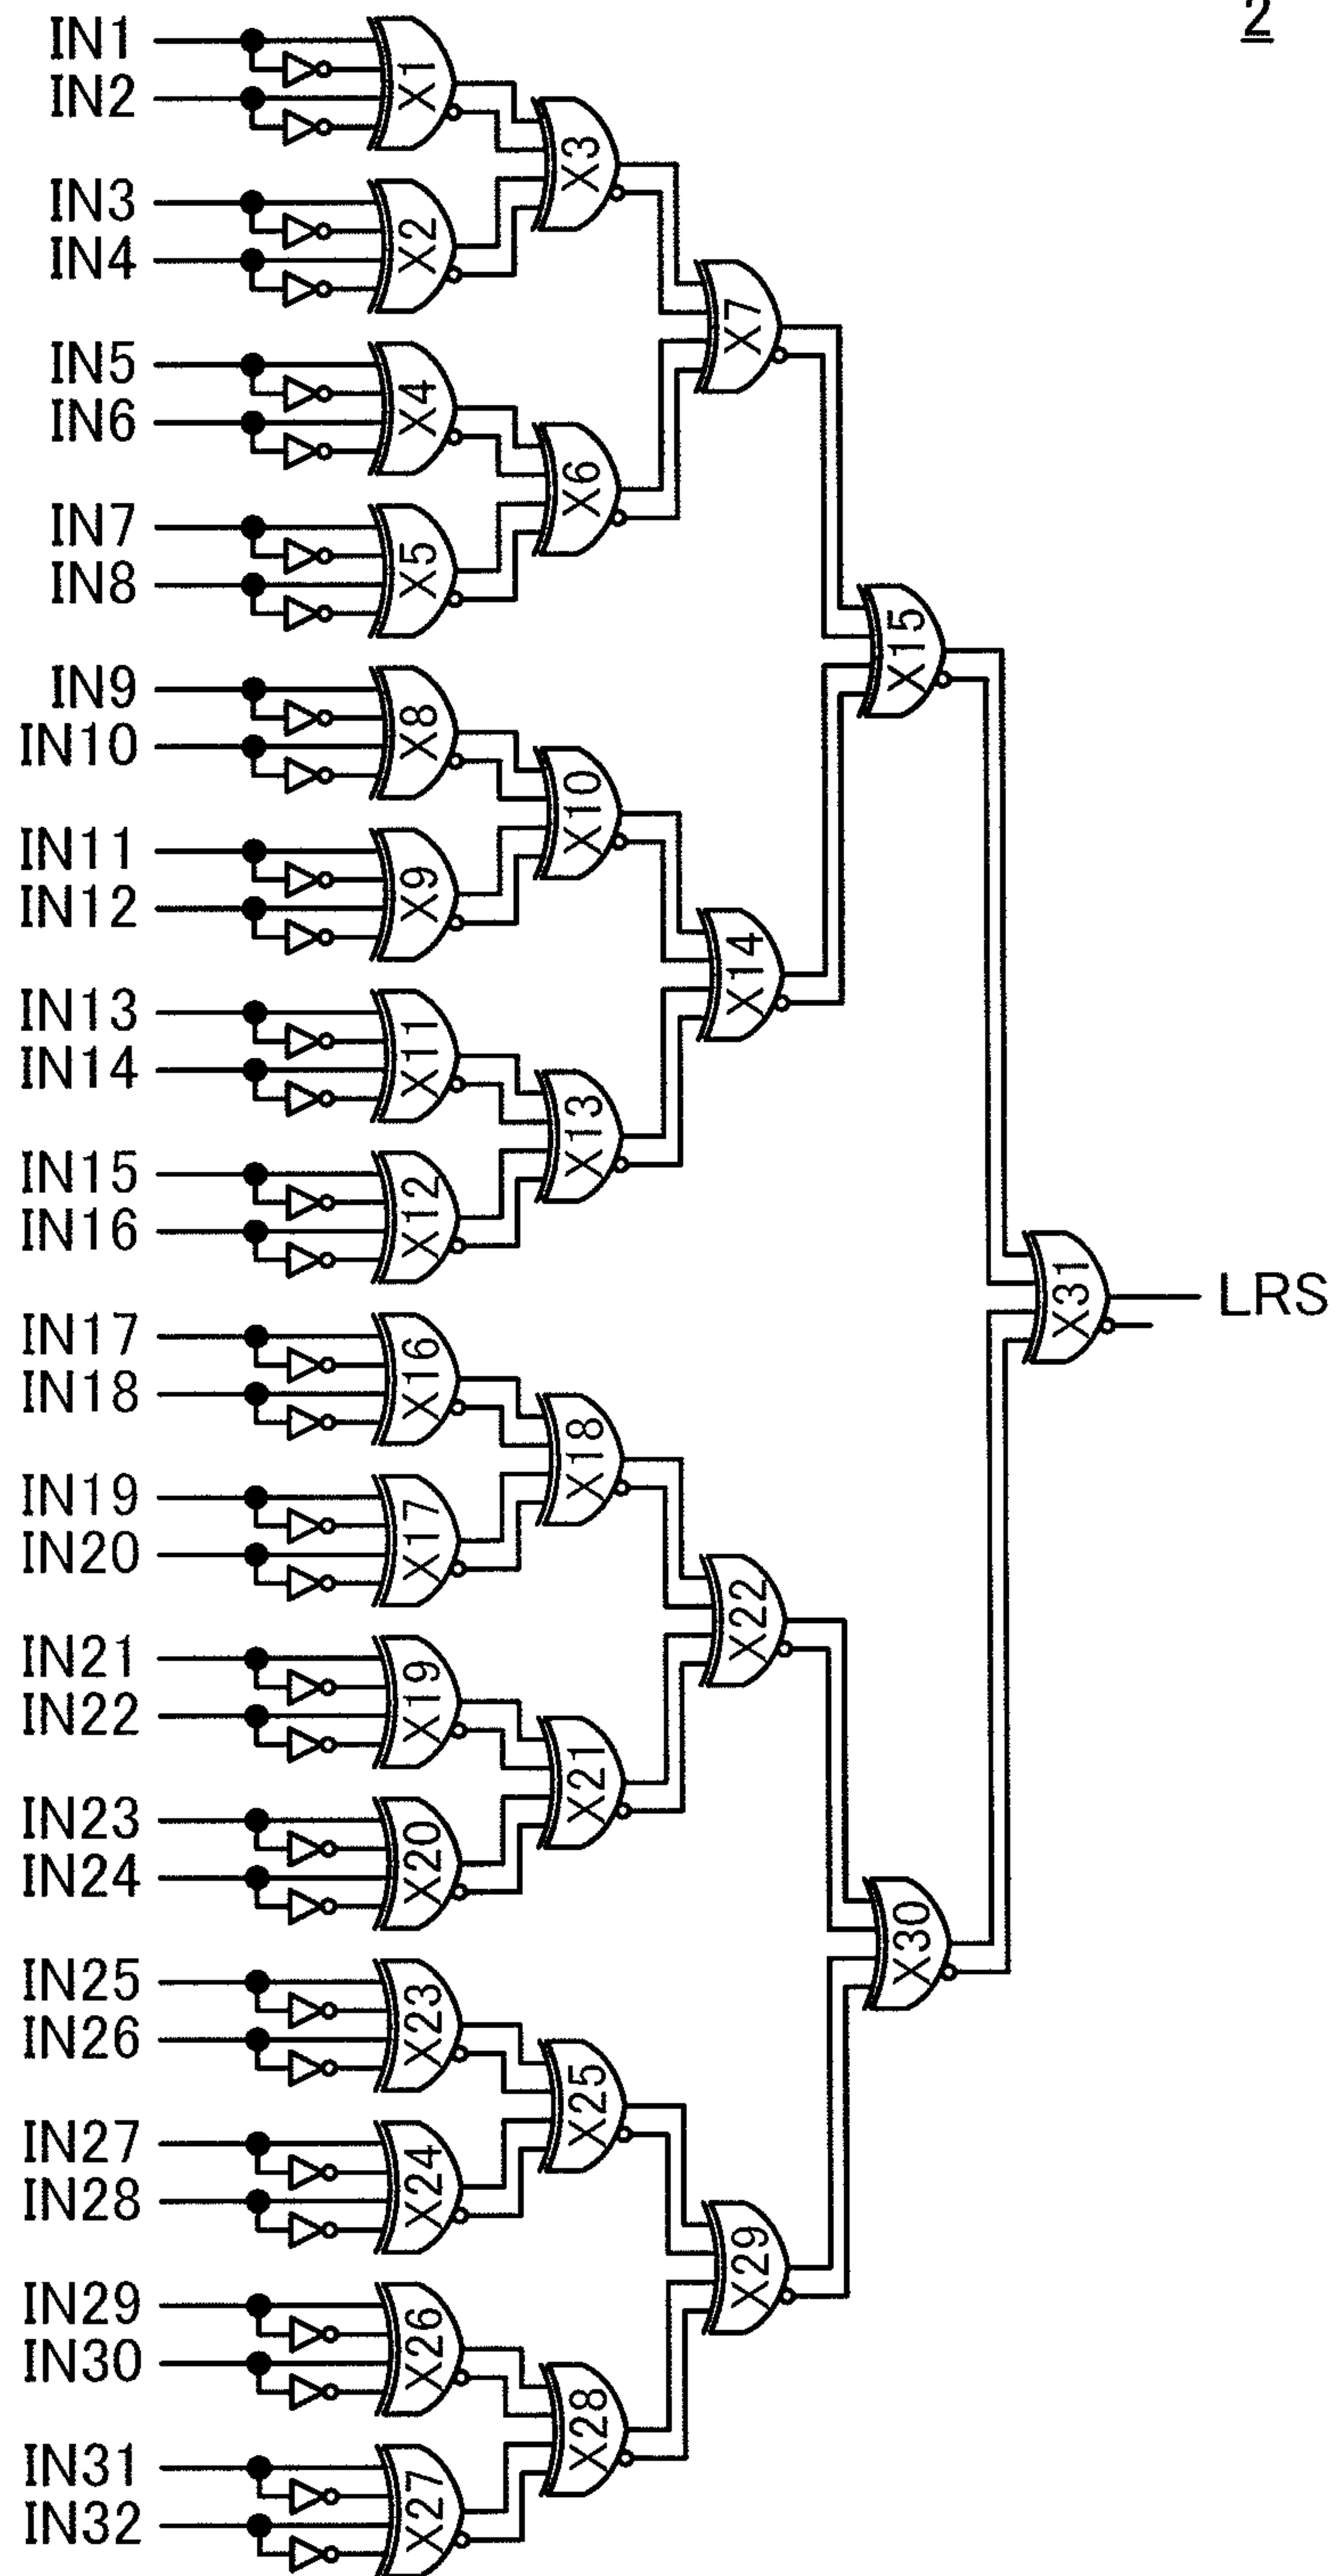 2
IN1
IN2
X1
X3
IN3
IN4
X2
X7
IN5
IN6
X4
X6
IN7
IN8
X5
X15
IN9
IN10
X8
X10
IN11
IN12
X9
X14
IN13
IN14
X11
X13
IN15
IN16
X12
X31
LRS
IN17
IN18
X16
X18
IN19
IN20
X17
X22
IN21
IN22
X19
X21
IN23
IN24
X20
X30
IN25
IN26
X23
X25
IN27
IN28
X24
X29
IN29
IN30
X26
X28
IN31
IN32
X27